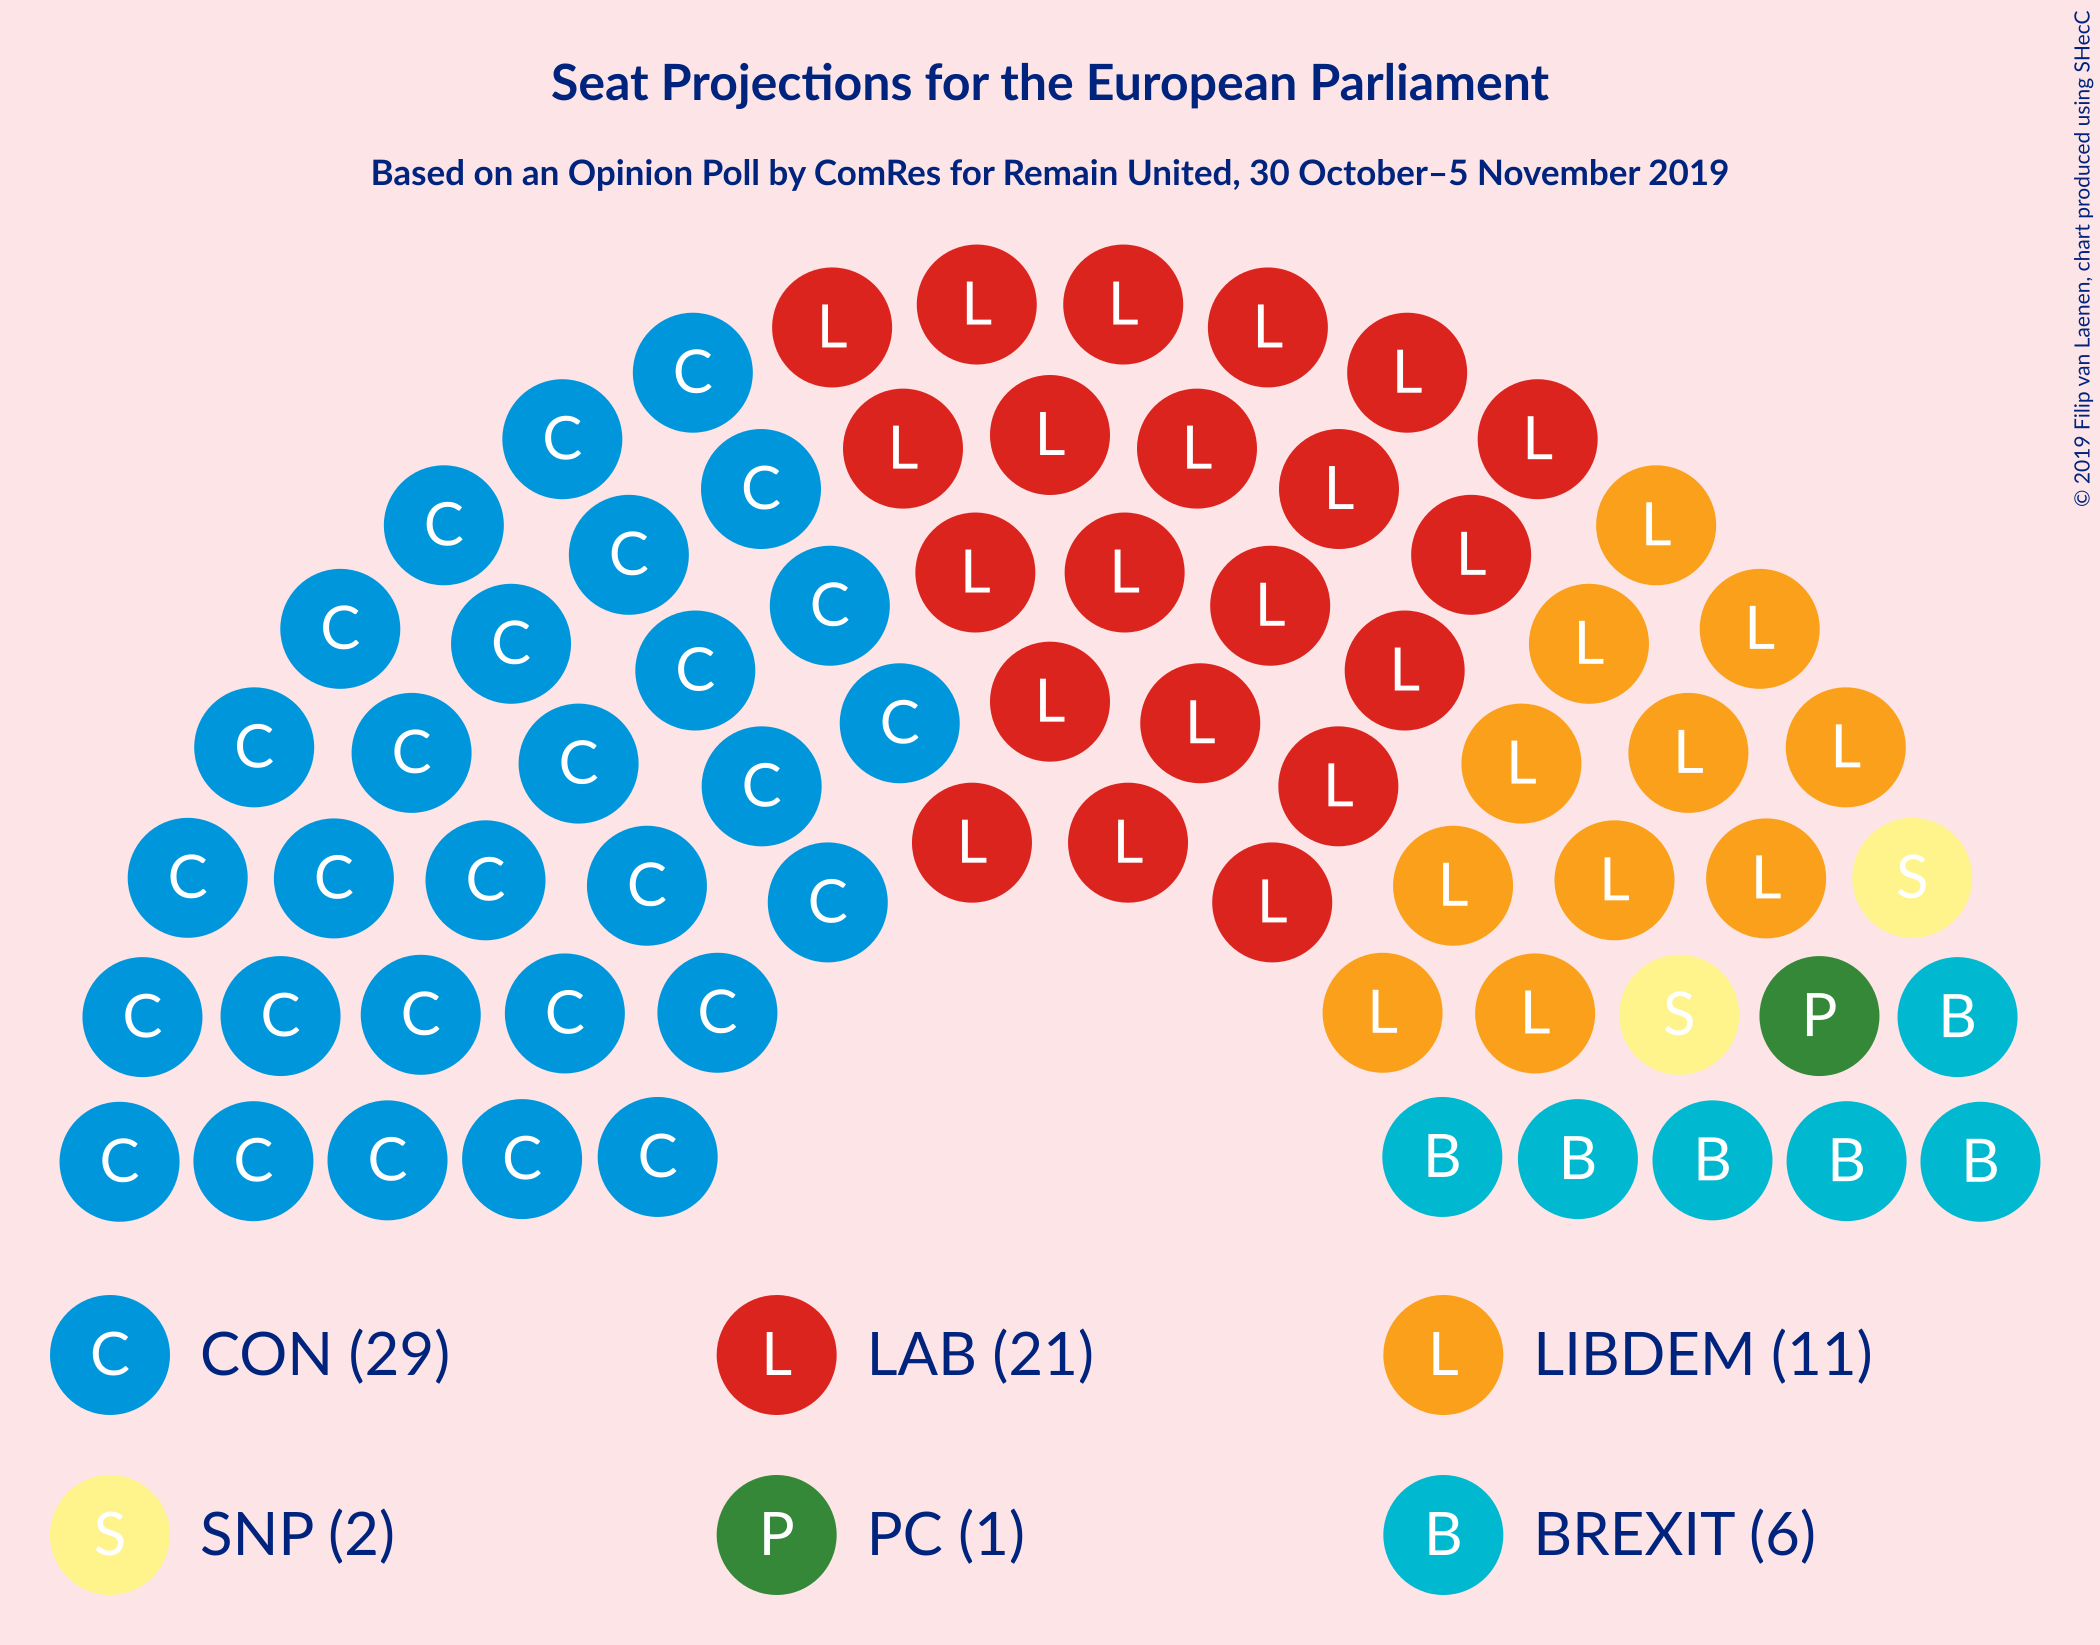 Seat Projections for the European Parliament
Based on an Opinion Poll by ComRes for Remain United, 30 October–5 November 2019
© 2019 Filip van Laenen, chart produced using SHecC
L L L L
C L L
C L L L
C C L L
C C L L
C L L L
C C L L
C C L
C L L
C C L L
C C L L L
C C L
C L L
C C C C L L L S
C L
C C C C C L L S P B
C C C C C B B B B B
C CON (29) L LAB (21) L LIBDEM (11)
S SNP (2) P PC (1) B BREXIT (6)